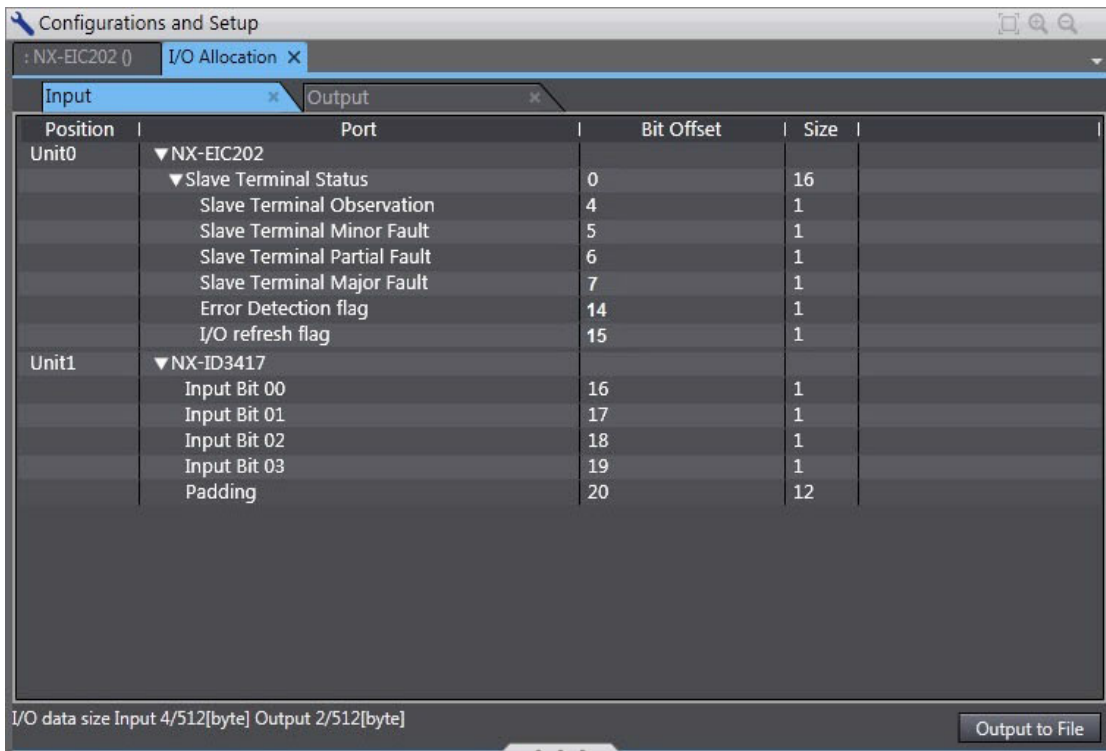 Configurations and Setup
: NX-EIC202 () I/O Allocation
Input Output
Position Port Bit Offset Size
Unit0 ▼NX-EIC202
▼Slave Terminal Status 0 16
Slave Terminal Observation 4 1
Slave Terminal Minor Fault 5 1
Slave Terminal Partial Fault 6 1
Slave Terminal Major Fault 7 1
Error Detection flag 14 1
I/O refresh flag 15 1
Unit1 ▼NX-ID3417
Input Bit 00 16 1
Input Bit 01 17 1
Input Bit 02 18 1
Input Bit 03 19 1
Padding 20 12
I/O data size Input 4/512[byte] Output 2/512[byte]
Output to File